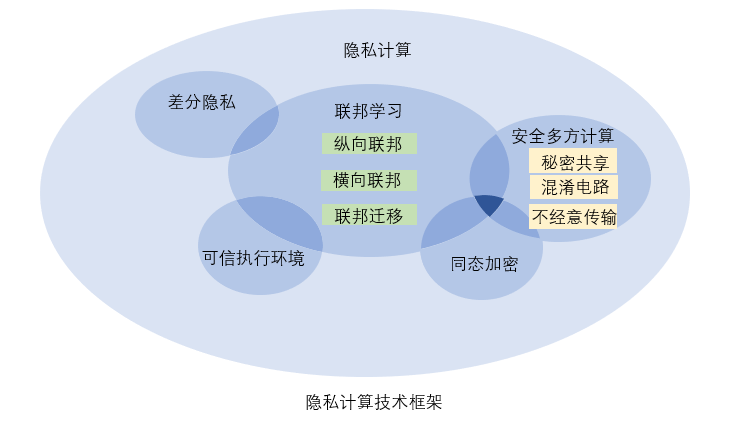 隐私计算
差分隐私
联邦学习
纵向联邦
横向联邦
联邦迁移
安全多方计算
秘密共享
混淆电路
不经意传输
可信执行环境
同态加密
隐私计算技术框架